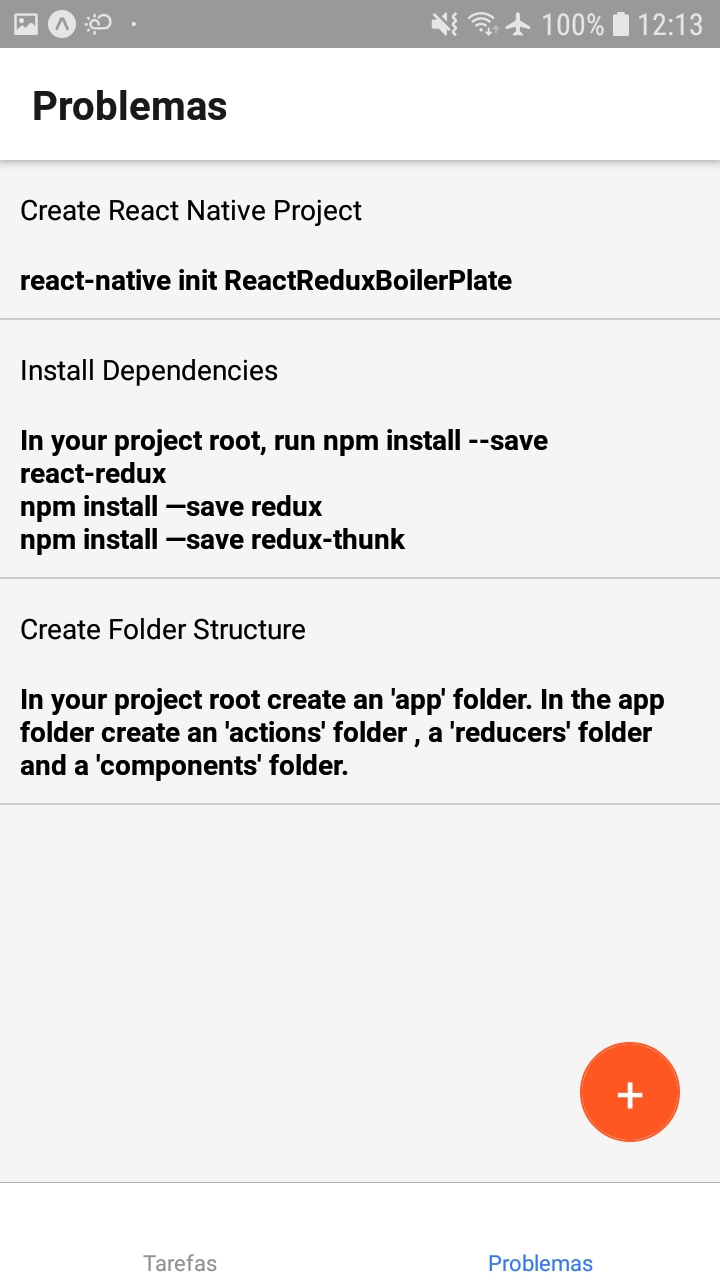 100% 12:13
Problemas
Create React Native Project
react-native init ReactReduxBoilerPlate
Install Dependencies
In your project root, run npm install --save
react-redux
npm install —save redux
npm install —save redux-thunk
Create Folder Structure
In your project root create an 'app' folder. In the app
folder create an 'actions' folder , a 'reducers' folder
and a 'components' folder.
+
Tarefas Problemas